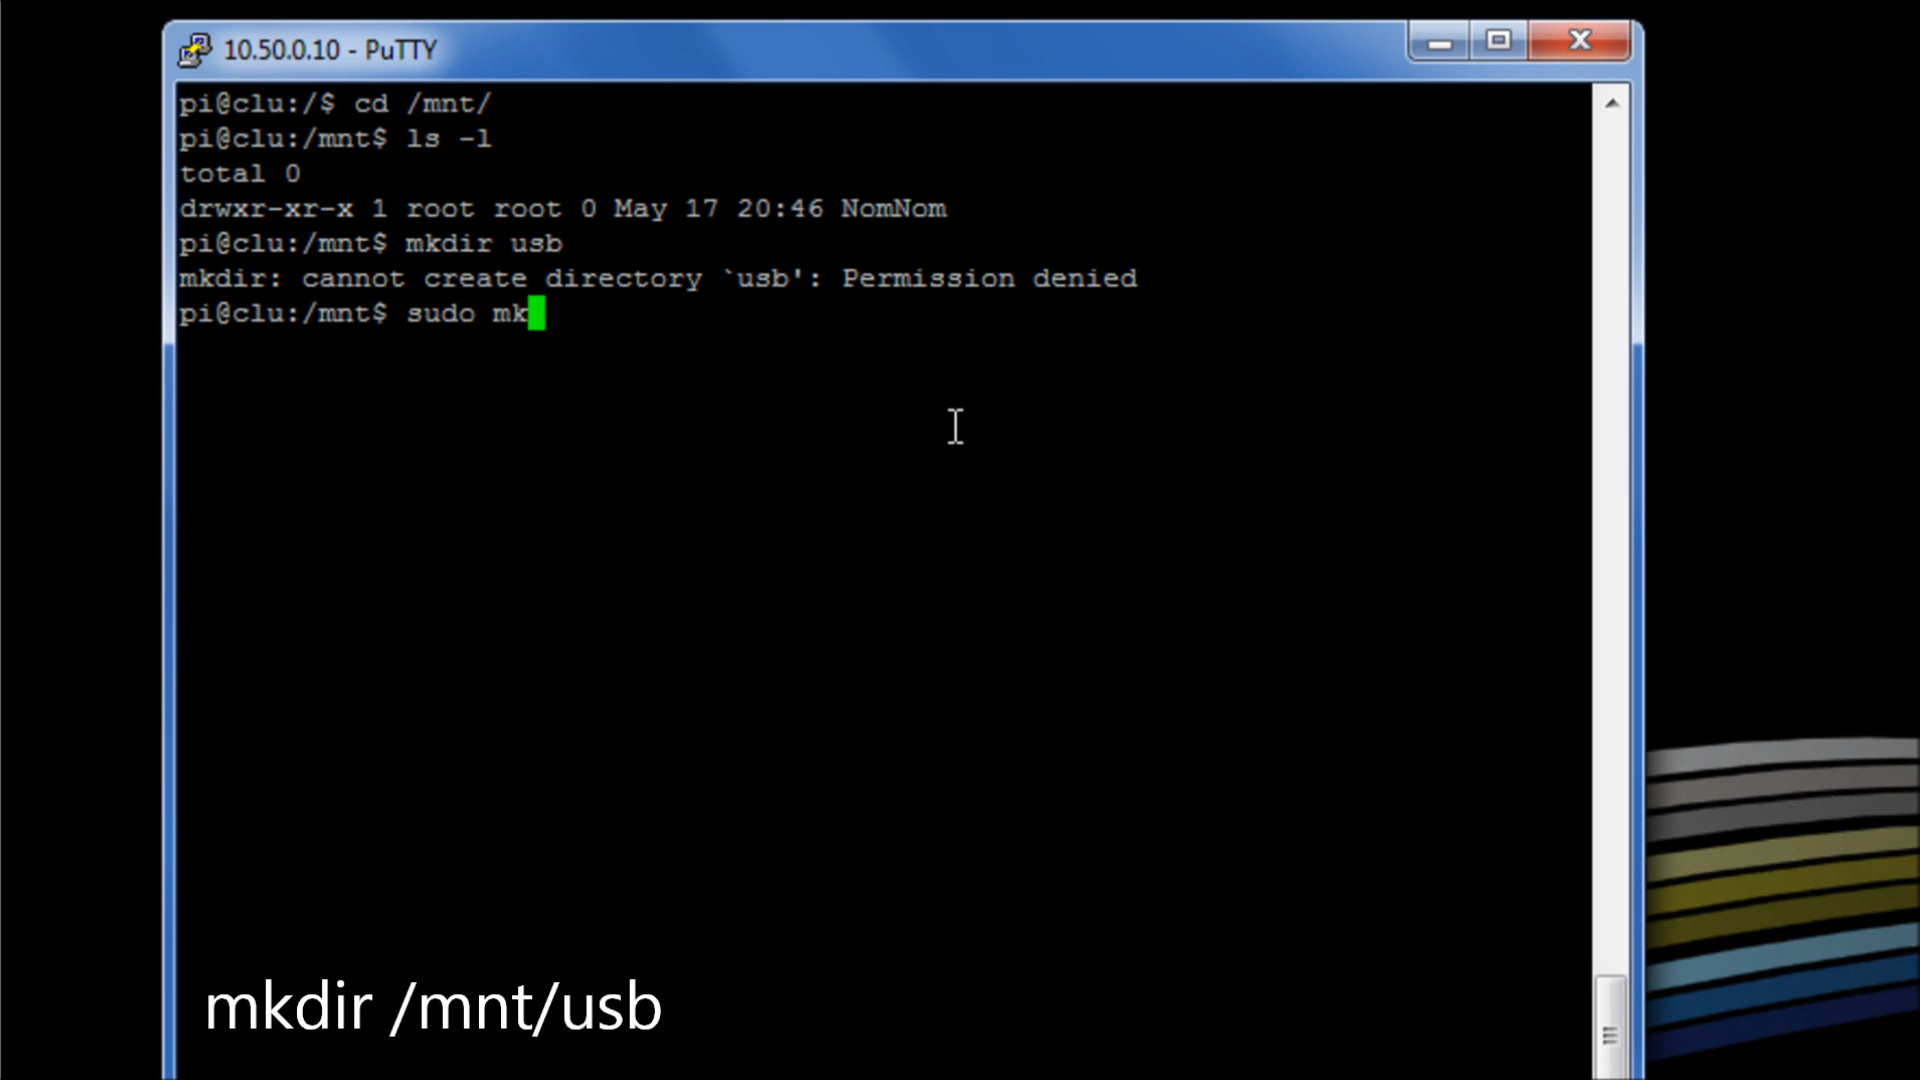 10.50.0.10 - PuTTY
pi@clu:/$ cd /mnt/
pi@clu:/mnt$ ls -l
total 0
drwxr-xr-x 1 root root 0 May 17 20:46 NomNom
pi@clu:/mnt$ mkdir usb
mkdir: cannot create directory `usb': Permission denied
pi@clu:/mnt$ sudo mk
mkdir /mnt/usb